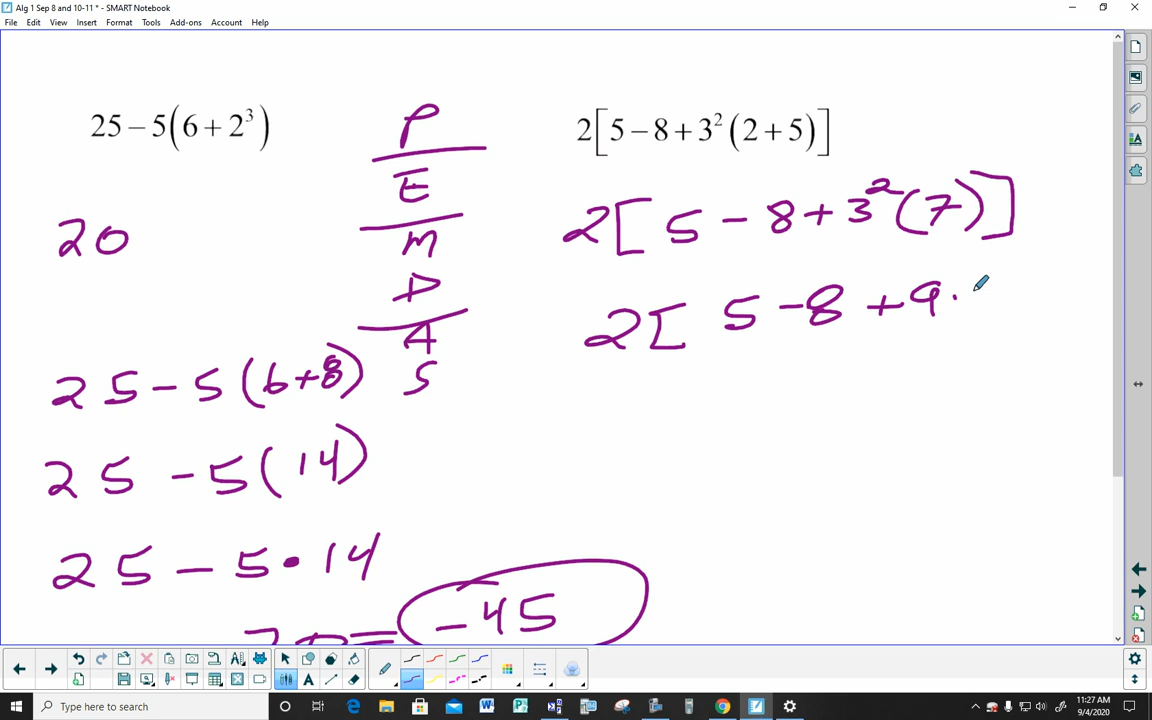 Alg 1 Sep 8 and 10-11 * - SMART Notebook
File Edit View Insert Format Tools Add-ons Account Help
25 − 5(6 + 2³)
20
25 - 5(6+8)
25 - 5(14)
25 - 5 • 14
= -45
P
E
M
D
A
S
2[5 − 8 + 3²(2 + 5)]
2[ 5 - 8 + 3²(7)]
2[ 5 - 8 + 9 ·
Type here to search
11:27 AM
9/4/2020